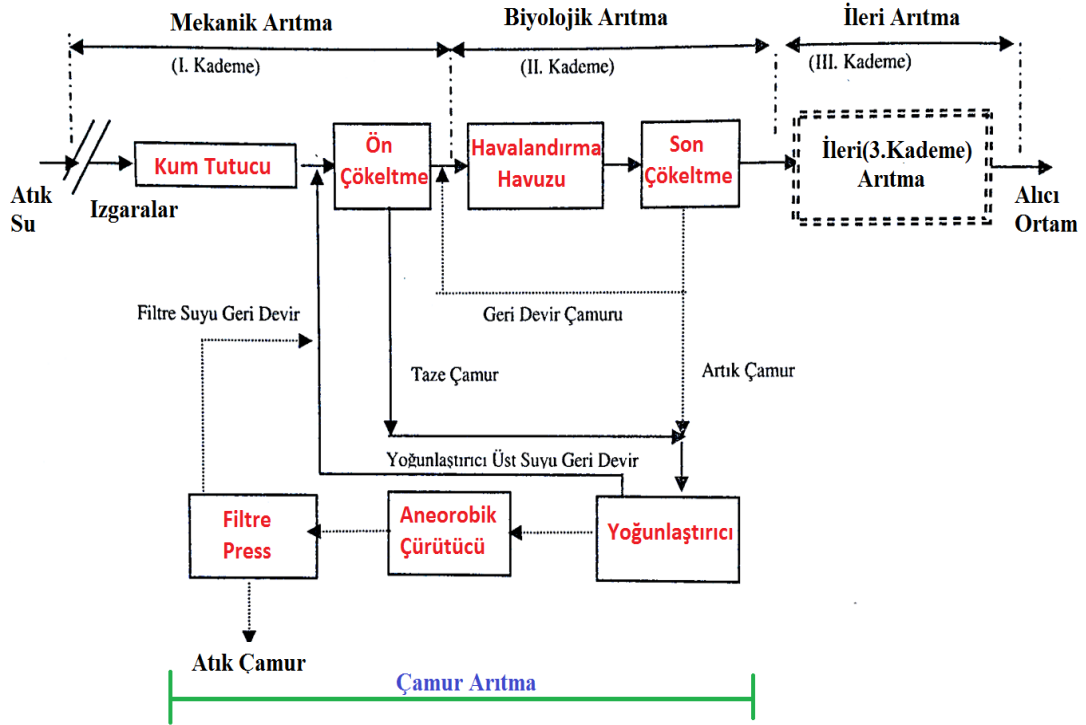 Mekanik Arıtma
Biyolojik Arıtma
İleri Arıtma
(I. Kademe)
(II. Kademe)
(III. Kademe)
Atık
Su
Izgaralar
Kum Tutucu
Ön
Çökeltme
Havalandırma
Havuzu
Son
Çökeltme
İleri(3.Kademe)
Arıtma
Alıcı
Ortam
Filtre Suyu Geri Devir
Geri Devir Çamuru
Taze Çamur
Artık Çamur
Yoğunlaştırıcı Üst Suyu Geri Devir
Filtre
Press
Aneorobik
Çürütücü
Yoğunlaştırıcı
Atık Çamur
Çamur Arıtma